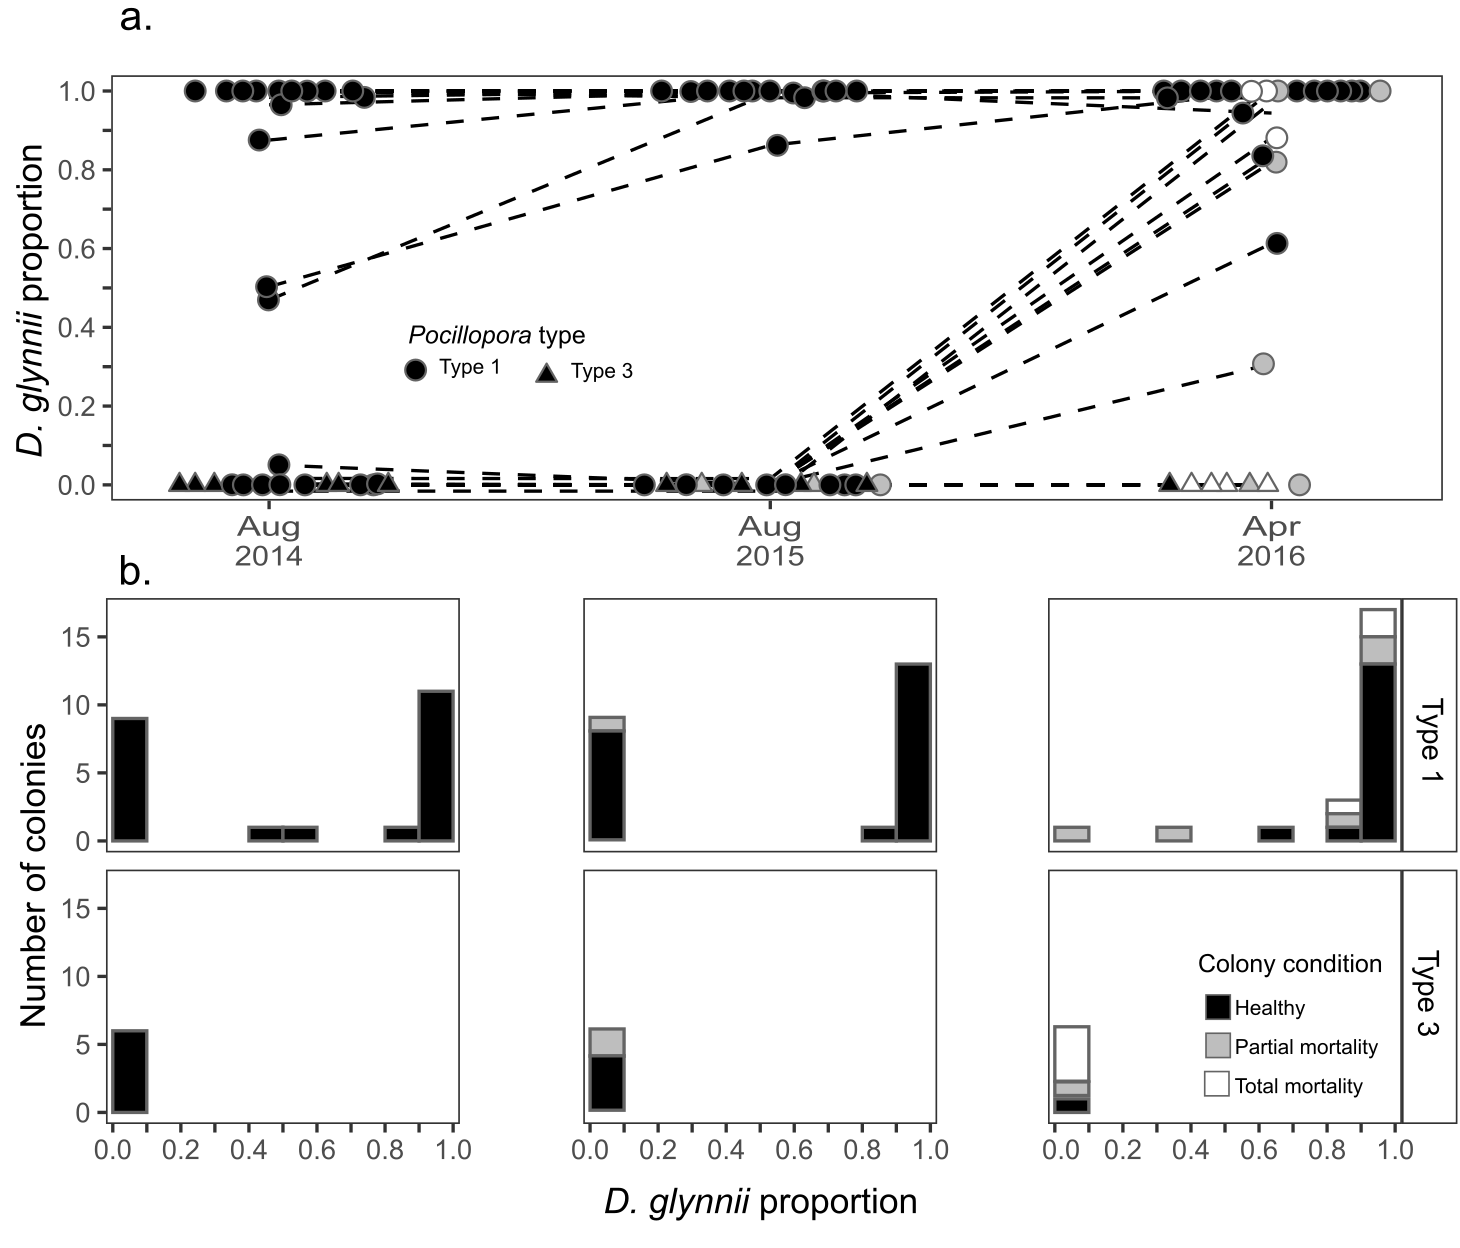 a.
D. glynnii proportion
1.0
0.8
0.6
0.4
0.2
0.0
Pocillopora type
Type 1
Type 3
Aug
2014
Aug
2015
Apr
2016
b.
Number of colonies
15
10
5
0
Type 1
15
10
5
0
Type 3
Colony condition
Healthy
Partial mortality
Total mortality
0.0 0.2 0.4 0.6 0.8 1.0
0.0 0.2 0.4 0.6 0.8 1.0
0.0 0.2 0.4 0.6 0.8 1.0
D. glynnii proportion